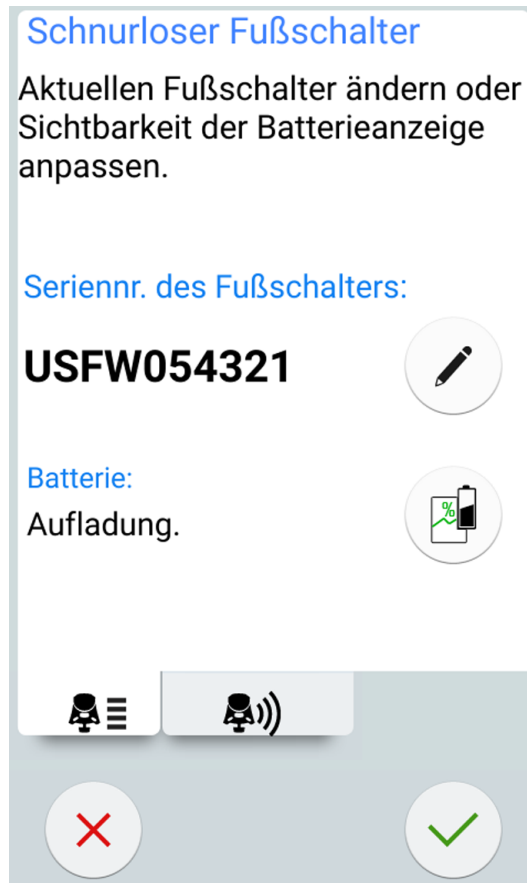 Schnurloser Fußschalter
Aktuellen Fußschalter ändern oder
Sichtbarkeit der Batterieanzeige
anpassen.
Seriennr. des Fußschalters:
USFW054321
Batterie:
Aufladung.
%